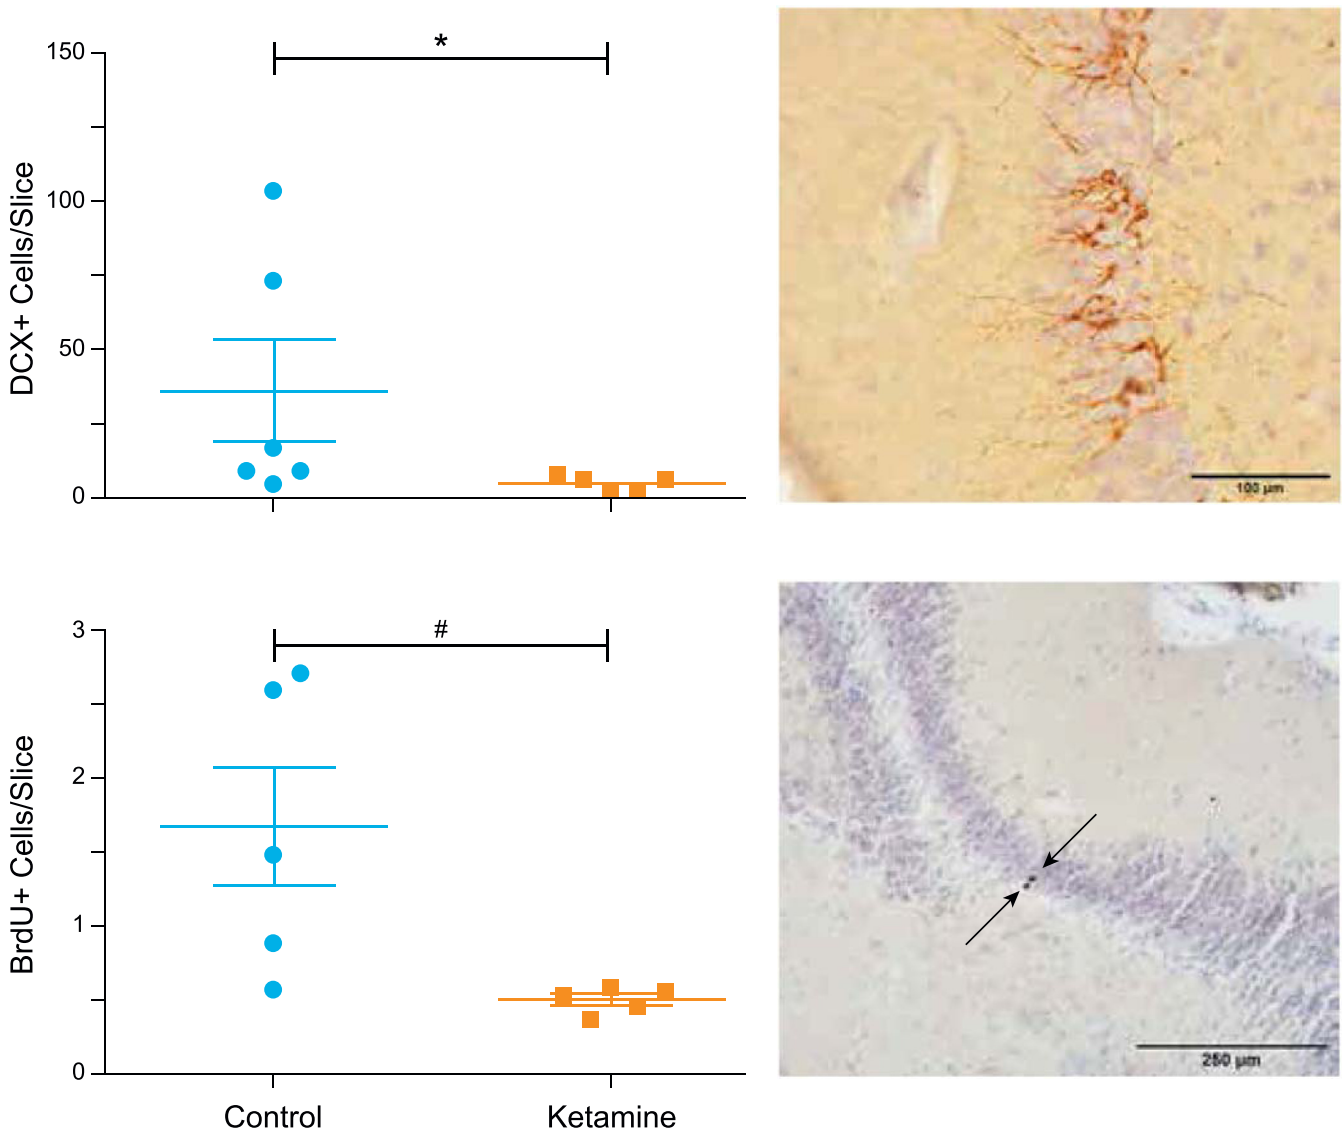 *
150
100
50
0
DCX+ Cells/Slice
100 µm
#
3
2
1
0
BrdU+ Cells/Slice
250 µm
Control
Ketamine